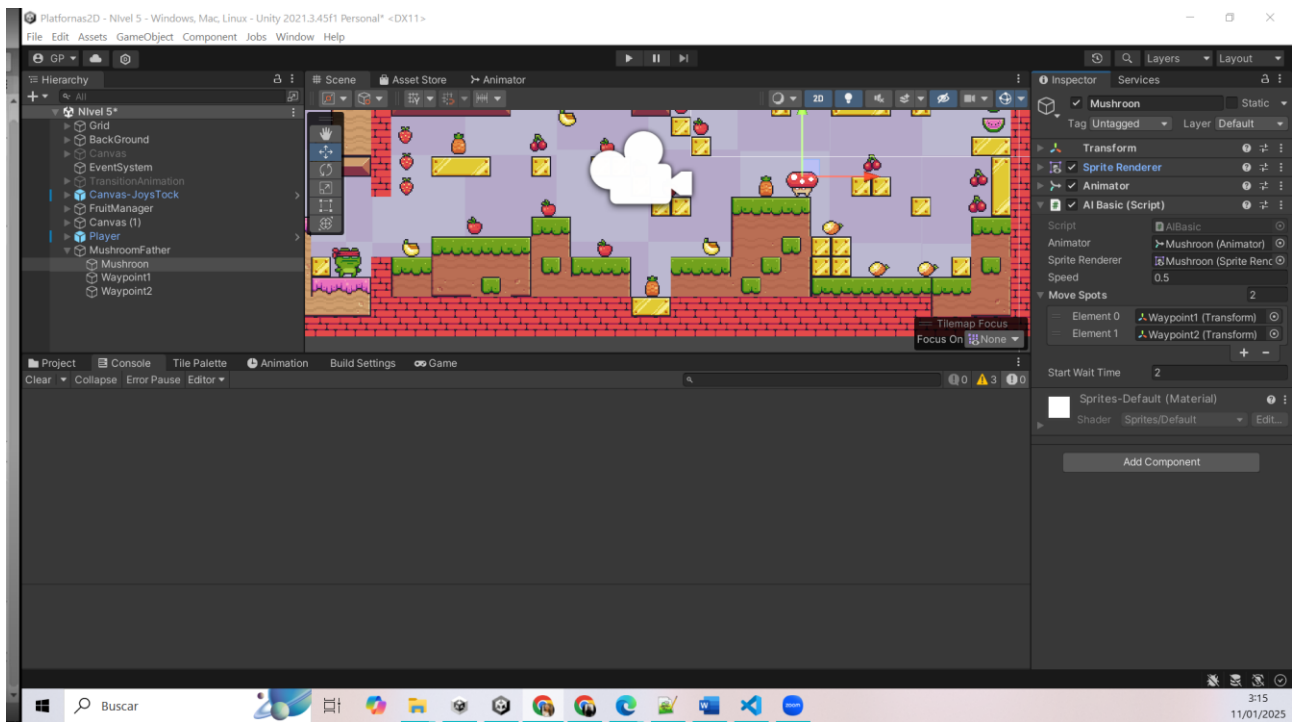 Platfornas2D - NIvel 5 - Windows, Mac, Linux - Unity 2021.3.45f1 Personal* <DX11>
File Edit Assets GameObject Component Jobs Window Help
GP Layers Layout
Hierarchy
All
NIvel 5*
Grid
BackGround
Canvas
EventSystem
TransitionAnimation
Canvas-JoysTock
FruitManager
Canvas (1)
Player
MushroomFather
Mushroon
Waypoint1
Waypoint2
Scene Asset Store Animator
2D
Tilemap Focus
Focus On None
Inspector Services
Mushroon Static
Tag Untagged Layer Default
Transform
Sprite Renderer
Animator
AI Basic (Script)
Script AIBasic
Animator Mushroon (Animator)
Sprite Renderer Mushroon (Sprite Renc
Speed 0.5
Move Spots 2
Element 0 Waypoint1 (Transform)
Element 1 Waypoint2 (Transform)
+ -
Start Wait Time 2
Sprites-Default (Material)
Shader Sprites/Default Edit...
Add Component
Project Console Tile Palette Animation Build Settings Game
Clear Collapse Error Pause Editor 0 3 0
Buscar
3:15
11/01/2025